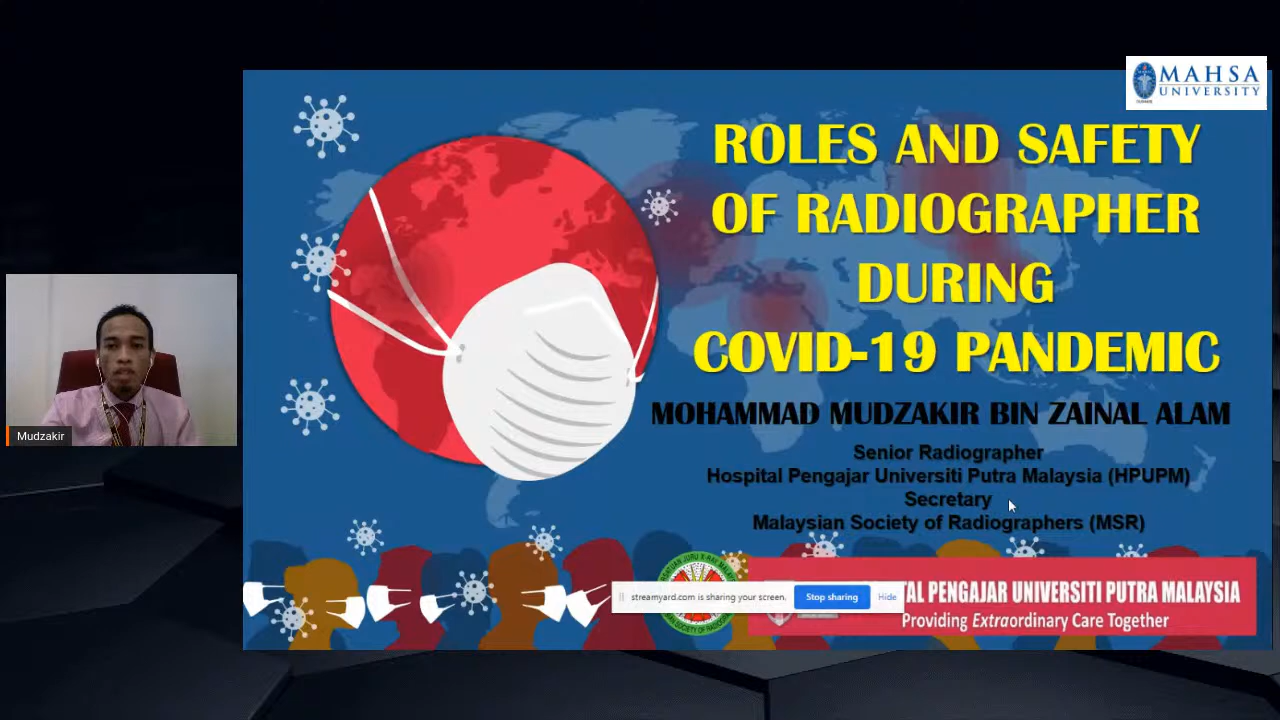 MAHSA
UNIVERSITY
ROLES AND SAFETY
OF RADIOGRAPHER
DURING
COVID-19 PANDEMIC
MOHAMMAD MUDZAKIR BIN ZAINAL ALAM
Senior Radiographer
Hospital Pengajar Universiti Putra Malaysia (HPUPM)
Secretary
Malaysian Society of Radiographers (MSR)
Mudzakir
streamyard.com is sharing your screen.
Stop sharing
Hide
TAL PENGAJAR UNIVERSITI PUTRA MALAYSIA
Providing Extraordinary Care Together